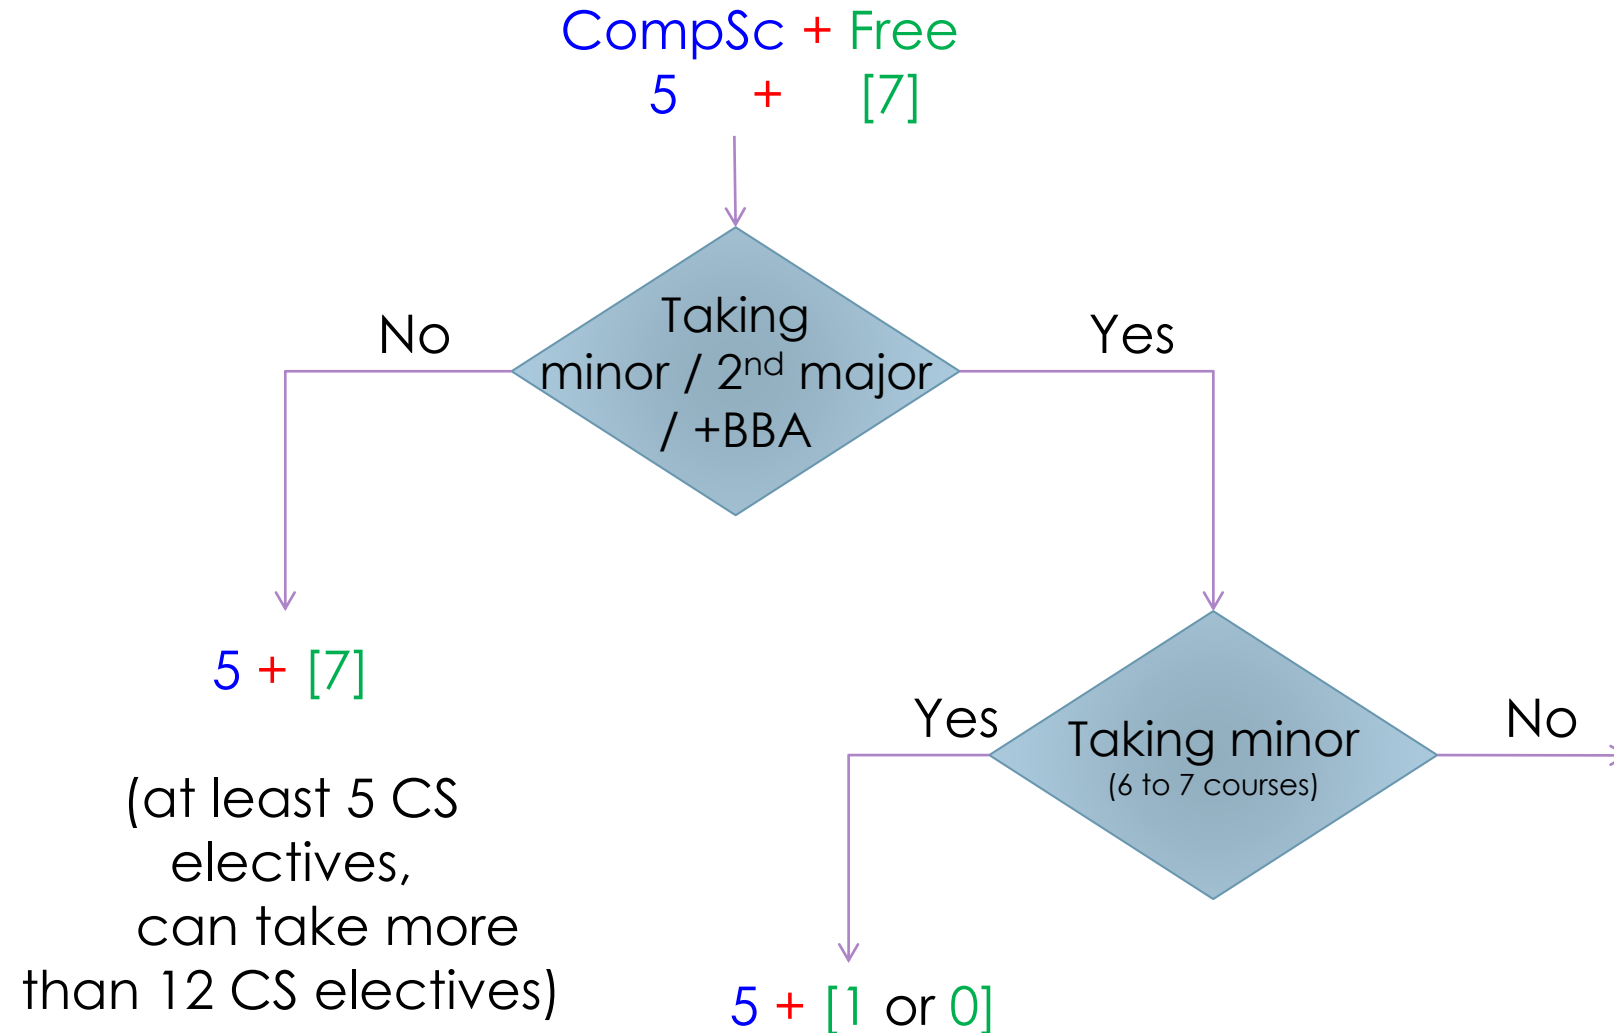 CompSc + Free
5 + [7]
Taking
minor / 2nd major
/ +BBA
No
Yes
5 + [7]
(at least 5 CS
electives,
can take more
than 12 CS electives)
Yes
Taking minor
(6 to 7 courses)
No
5 + [1 or 0]